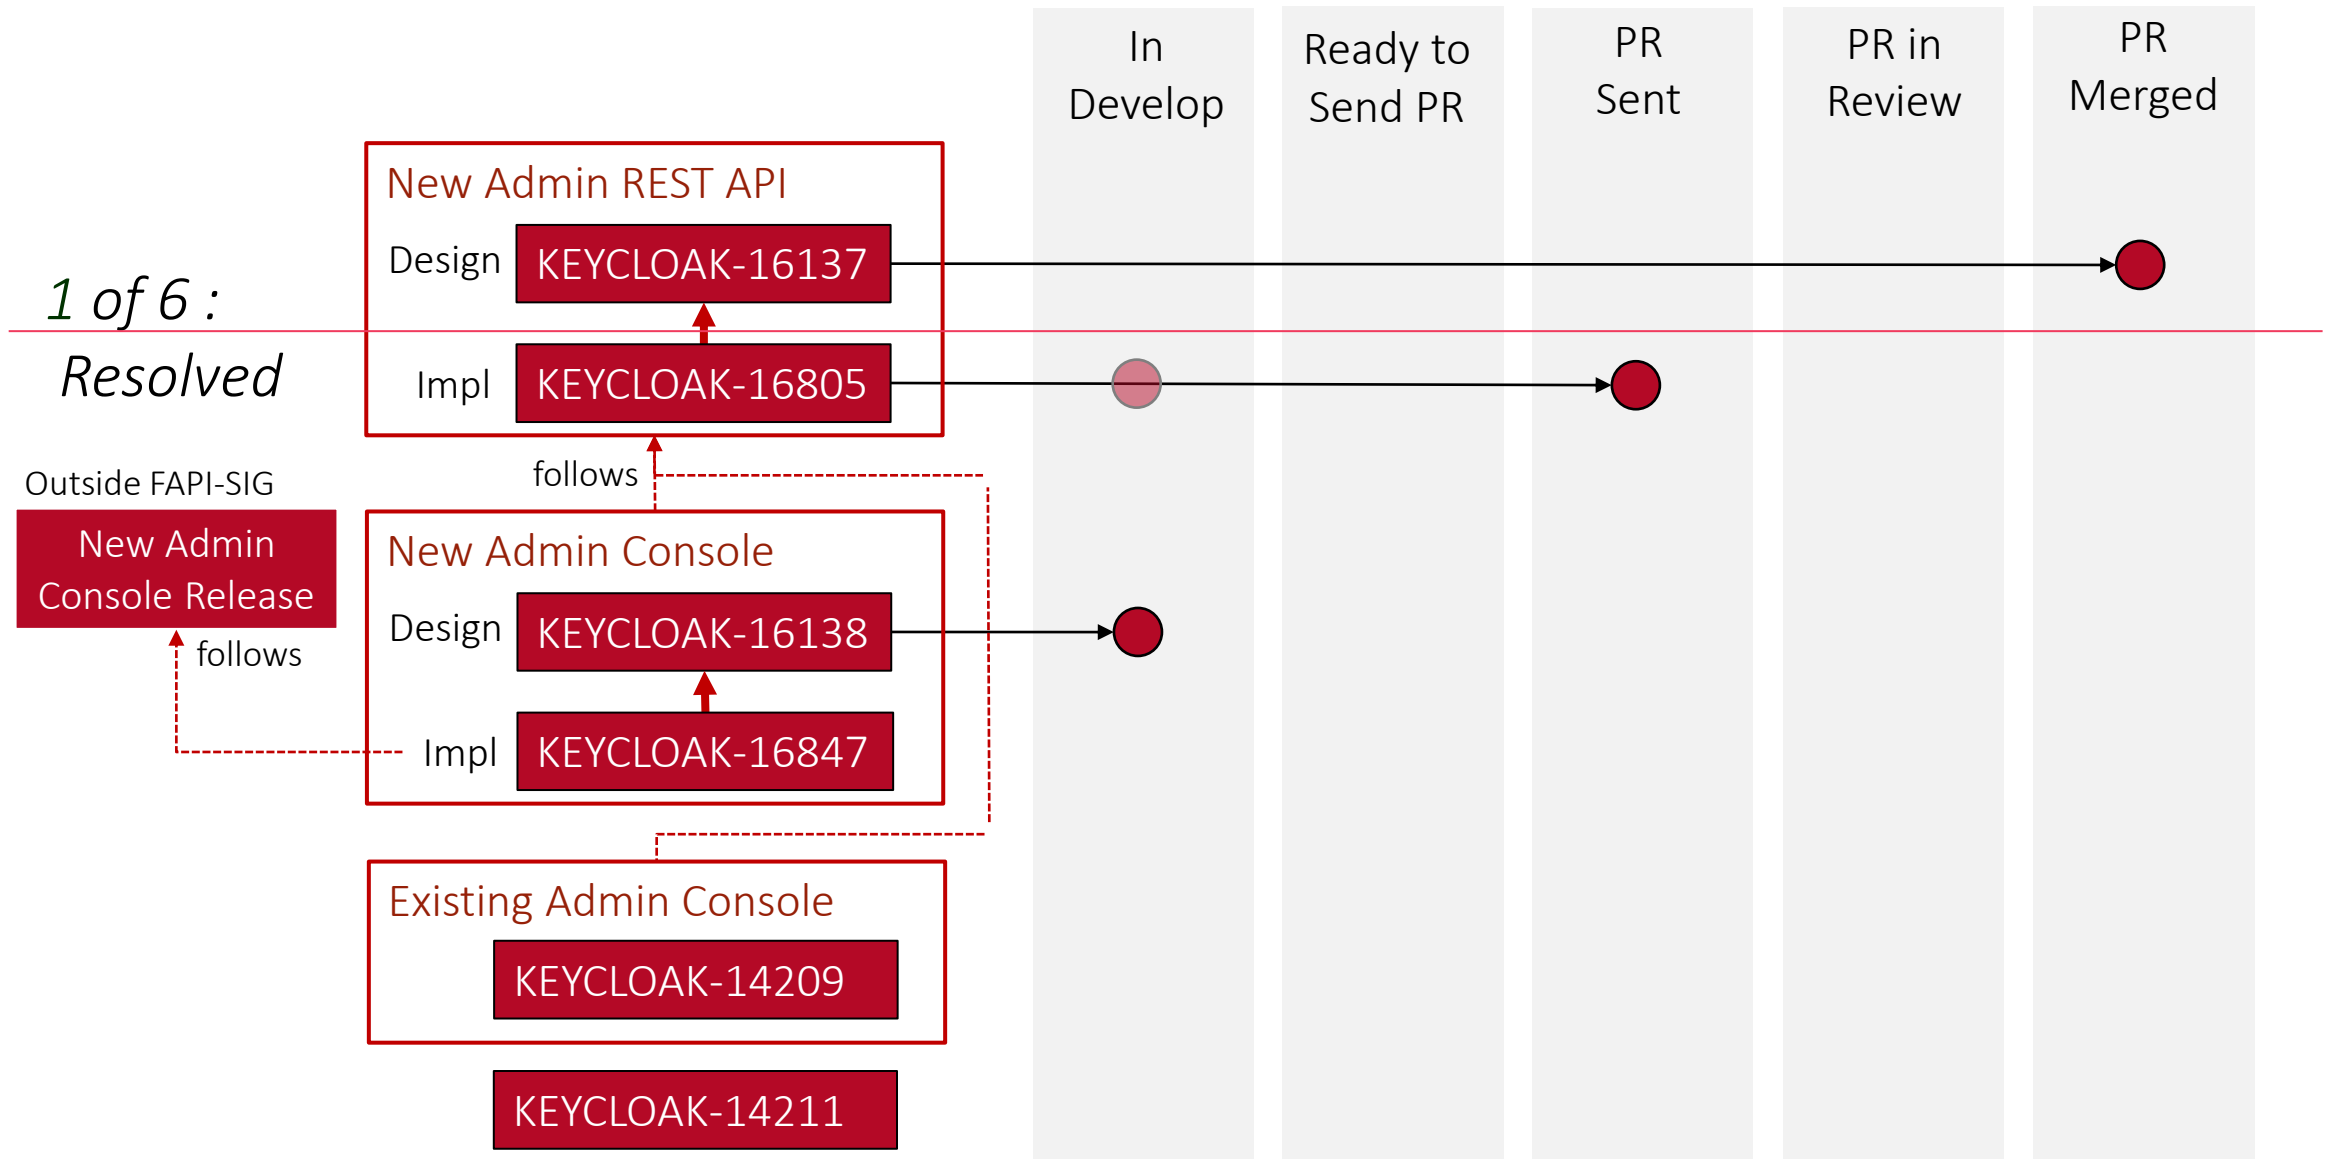 In
Develop
Ready to
Send PR
PR
Sent
PR in
Review
PR
Merged
New Admin REST API
Design
KEYCLOAK-16137
1 of 6 :
Resolved
Impl
KEYCLOAK-16805
follows
Outside FAPI-SIG
New Admin
Console Release
follows
New Admin Console
Design
KEYCLOAK-16138
Impl
KEYCLOAK-16847
Existing Admin Console
KEYCLOAK-14209
KEYCLOAK-14211